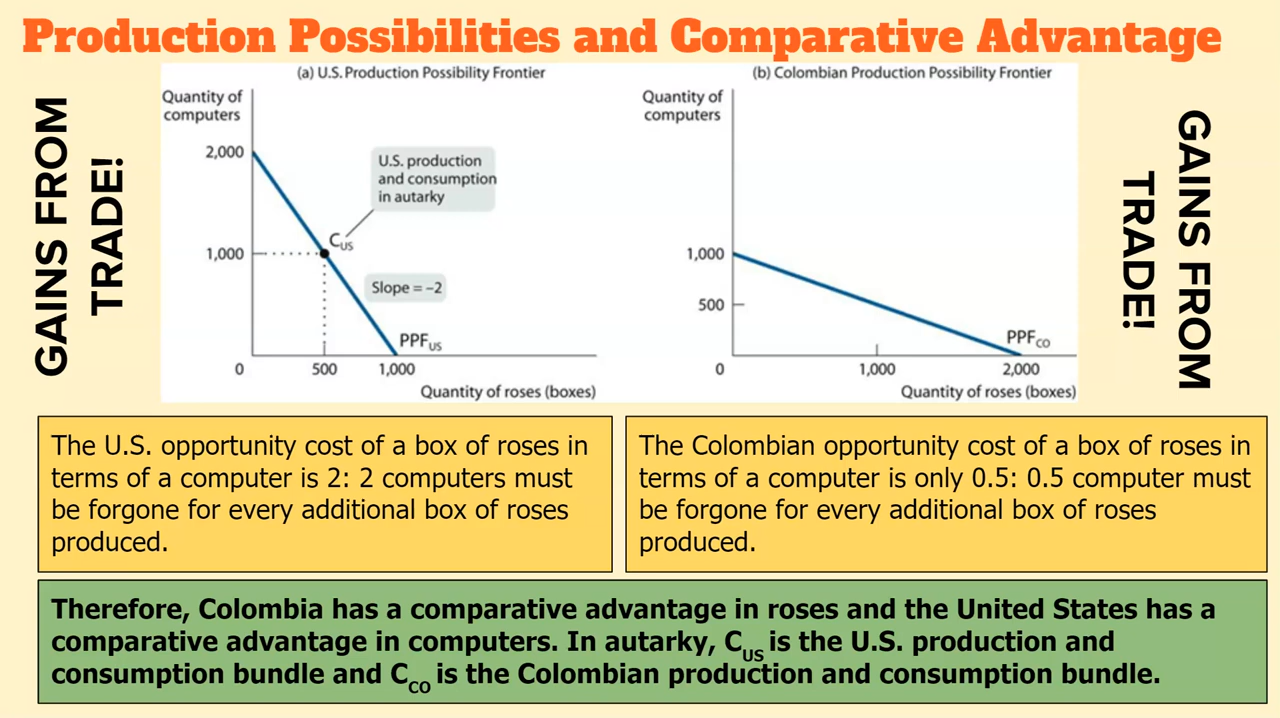 Production Possibilities and Comparative Advantage
GAINS FROM
TRADE!
(a) U.S. Production Possibility Frontier
Quantity of
computers
2,000
U.S. production
and consumption
in autarky
C_US
1,000
Slope = –2
PPF_US
0
500
1,000
Quantity of roses (boxes)
(b) Colombian Production Possibility Frontier
Quantity of
computers
1,000
500
PPF_CO
0
1,000
2,000
Quantity of roses (boxes)
GAINS FROM
TRADE!
The U.S. opportunity cost of a box of roses in
terms of a computer is 2: 2 computers must
be forgone for every additional box of roses
produced.
The Colombian opportunity cost of a box of roses in
terms of a computer is only 0.5: 0.5 computer must
be forgone for every additional box of roses
produced.
Therefore, Colombia has a comparative advantage in roses and the United States has a
comparative advantage in computers. In autarky, C_US is the U.S. production and
consumption bundle and C_CO is the Colombian production and consumption bundle.